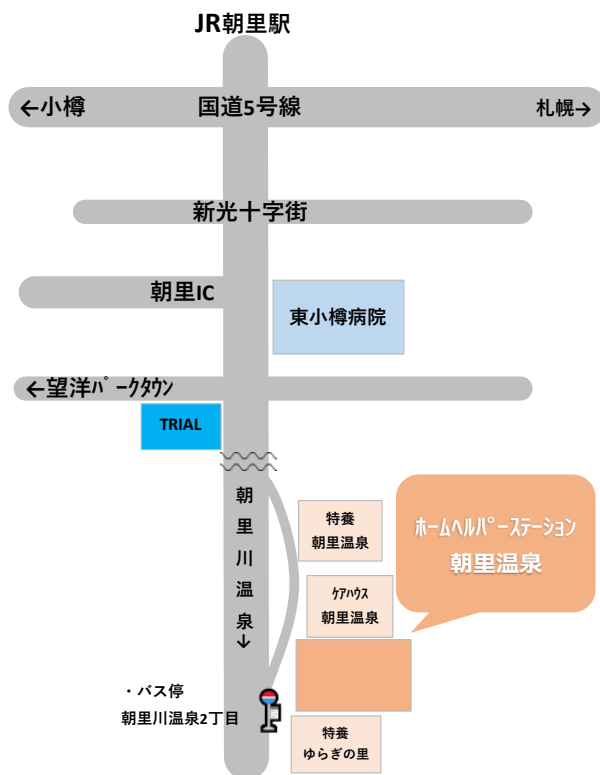 JR朝里駅
←小樽
国道5号線
札幌→
新光十字街
朝里IC
東小樽病院
←望洋ﾊﾟｰｸﾀｳﾝ
TRIAL
朝里川温泉↓
特養
朝里温泉
ﾎｰﾑﾍﾙﾊﾟｰｽﾃｰｼｮﾝ
朝里温泉
ｹｱﾊｳｽ
朝里温泉
・バス停
朝里川温泉2丁目
特養
ゆらぎの里